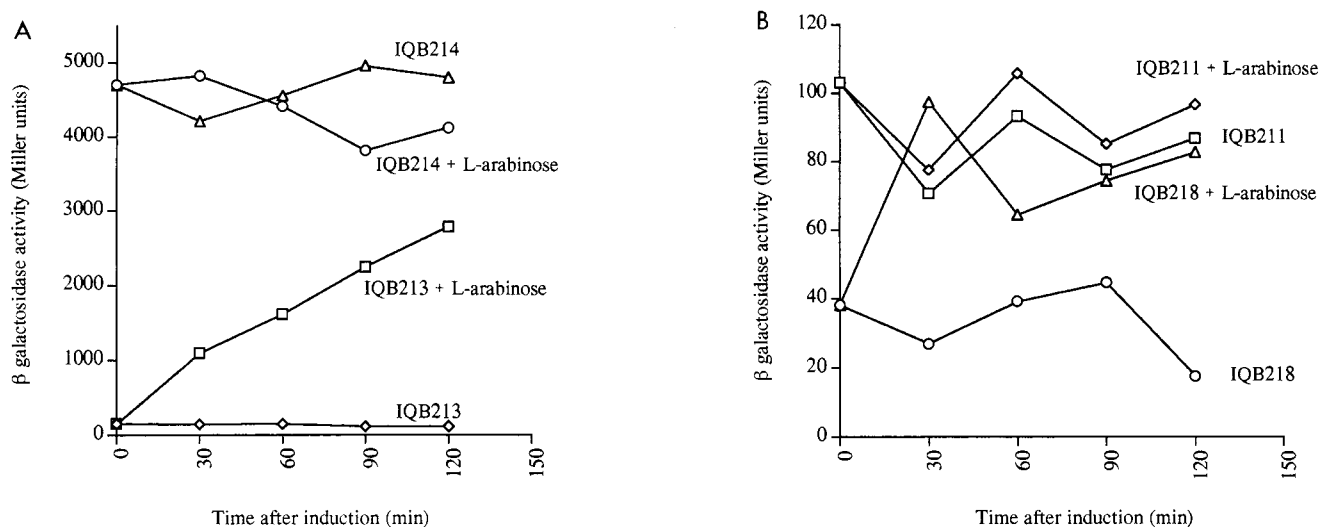 A
β galactosidase activity (Miller units)
5000
4000
3000
2000
1000
0
IQB214
IQB214 + L-arabinose
IQB213 + L-arabinose
IQB213
0
30
60
90
120
150
Time after induction (min)
B
β galactosidase activity (Miller units)
120
100
80
60
40
20
0
IQB211 + L-arabinose
IQB211
IQB218 + L-arabinose
IQB218
0
30
60
90
120
150
Time after induction (min)